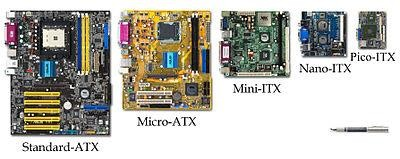 Standard-ATX
Micro-ATX
Mini-ITX
Nano-ITX
Pico-ITX